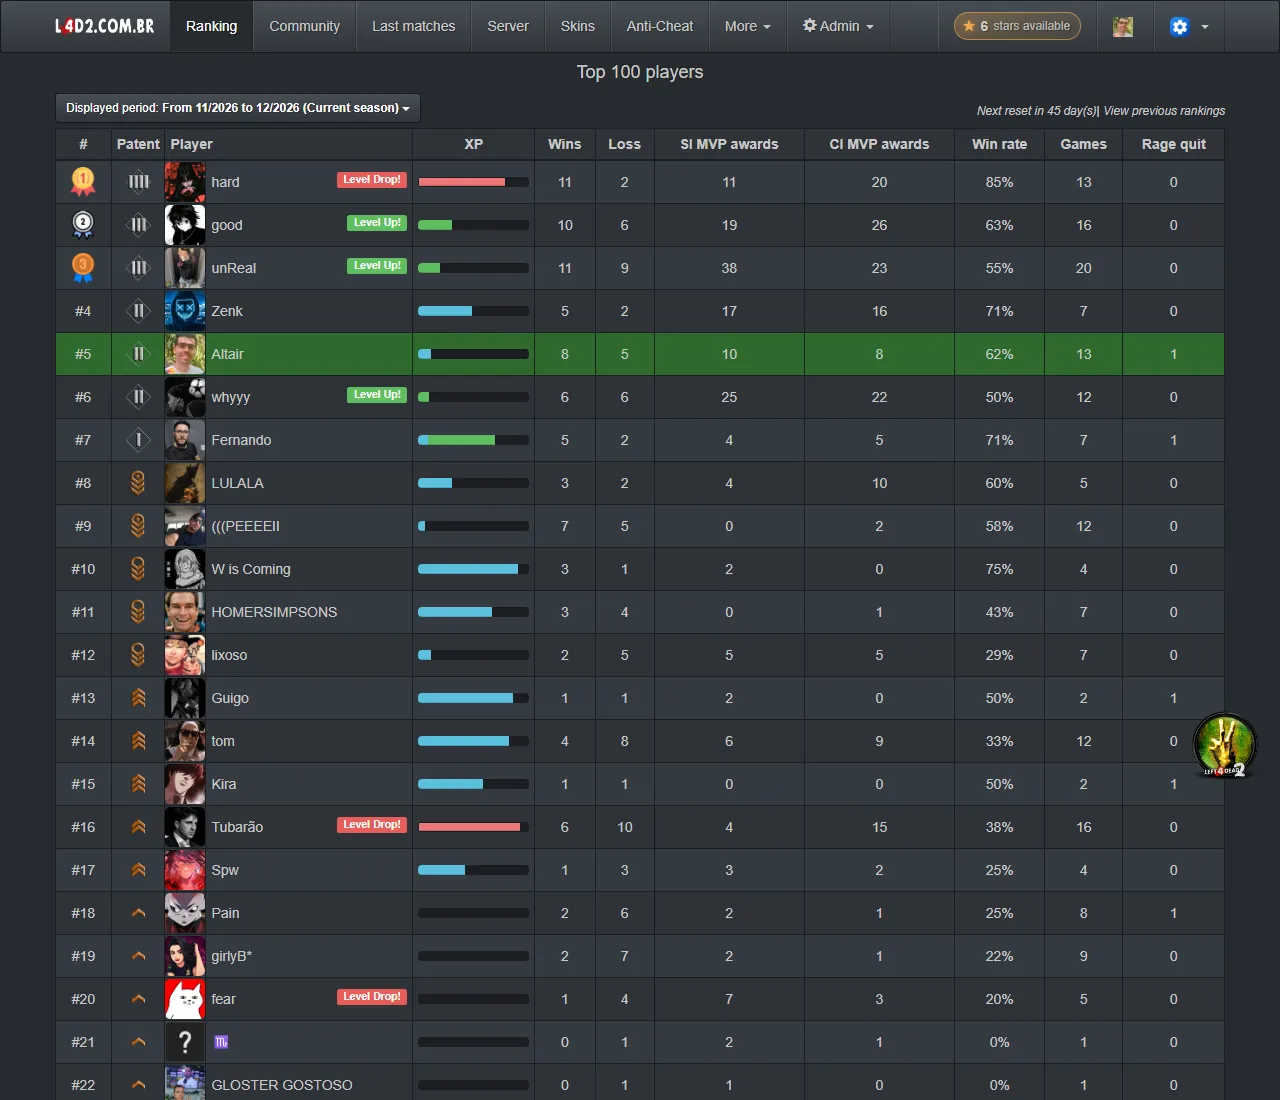 L4D2.COM.BR Ranking Community Last matches Server Skins Anti-Cheat More Admin 6 stars available
Top 100 players
Displayed period: From 11/2026 to 12/2026 (Current season)
Next reset in 45 day(s)| View previous rankings
# Patent Player XP Wins Loss SI MVP awards CI MVP awards Win rate Games Rage quit
1 hard Level Drop! 11 2 11 20 85% 13 0
2 good Level Up! 10 6 19 26 63% 16 0
3 unReal Level Up! 11 9 38 23 55% 20 0
#4 Zenk 5 2 17 16 71% 7 0
#5 Altair 8 5 10 8 62% 13 1
#6 whyyy Level Up! 6 6 25 22 50% 12 0
#7 Fernando 5 2 4 5 71% 7 1
#8 LULALA 3 2 4 10 60% 5 0
#9 (((PEEEEII 7 5 0 2 58% 12 0
#10 W is Coming 3 1 2 0 75% 4 0
#11 HOMERSIMPSONS 3 4 0 1 43% 7 0
#12 lixoso 2 5 5 5 29% 7 0
#13 Guigo 1 1 2 0 50% 2 1
#14 tom 4 8 6 9 33% 12 0
#15 Kira 1 1 0 0 50% 2 1
#16 Tubarão Level Drop! 6 10 4 15 38% 16 0
#17 Spw 1 3 3 2 25% 4 0
#18 Pain 2 6 2 1 25% 8 1
#19 girlyB* 2 7 2 1 22% 9 0
#20 fear Level Drop! 1 4 7 3 20% 5 0
#21 ? ♏ 0 1 2 1 0% 1 0
#22 GLOSTER GOSTOSO 0 1 1 0 0% 1 0
LEFT 4 DEAD 2